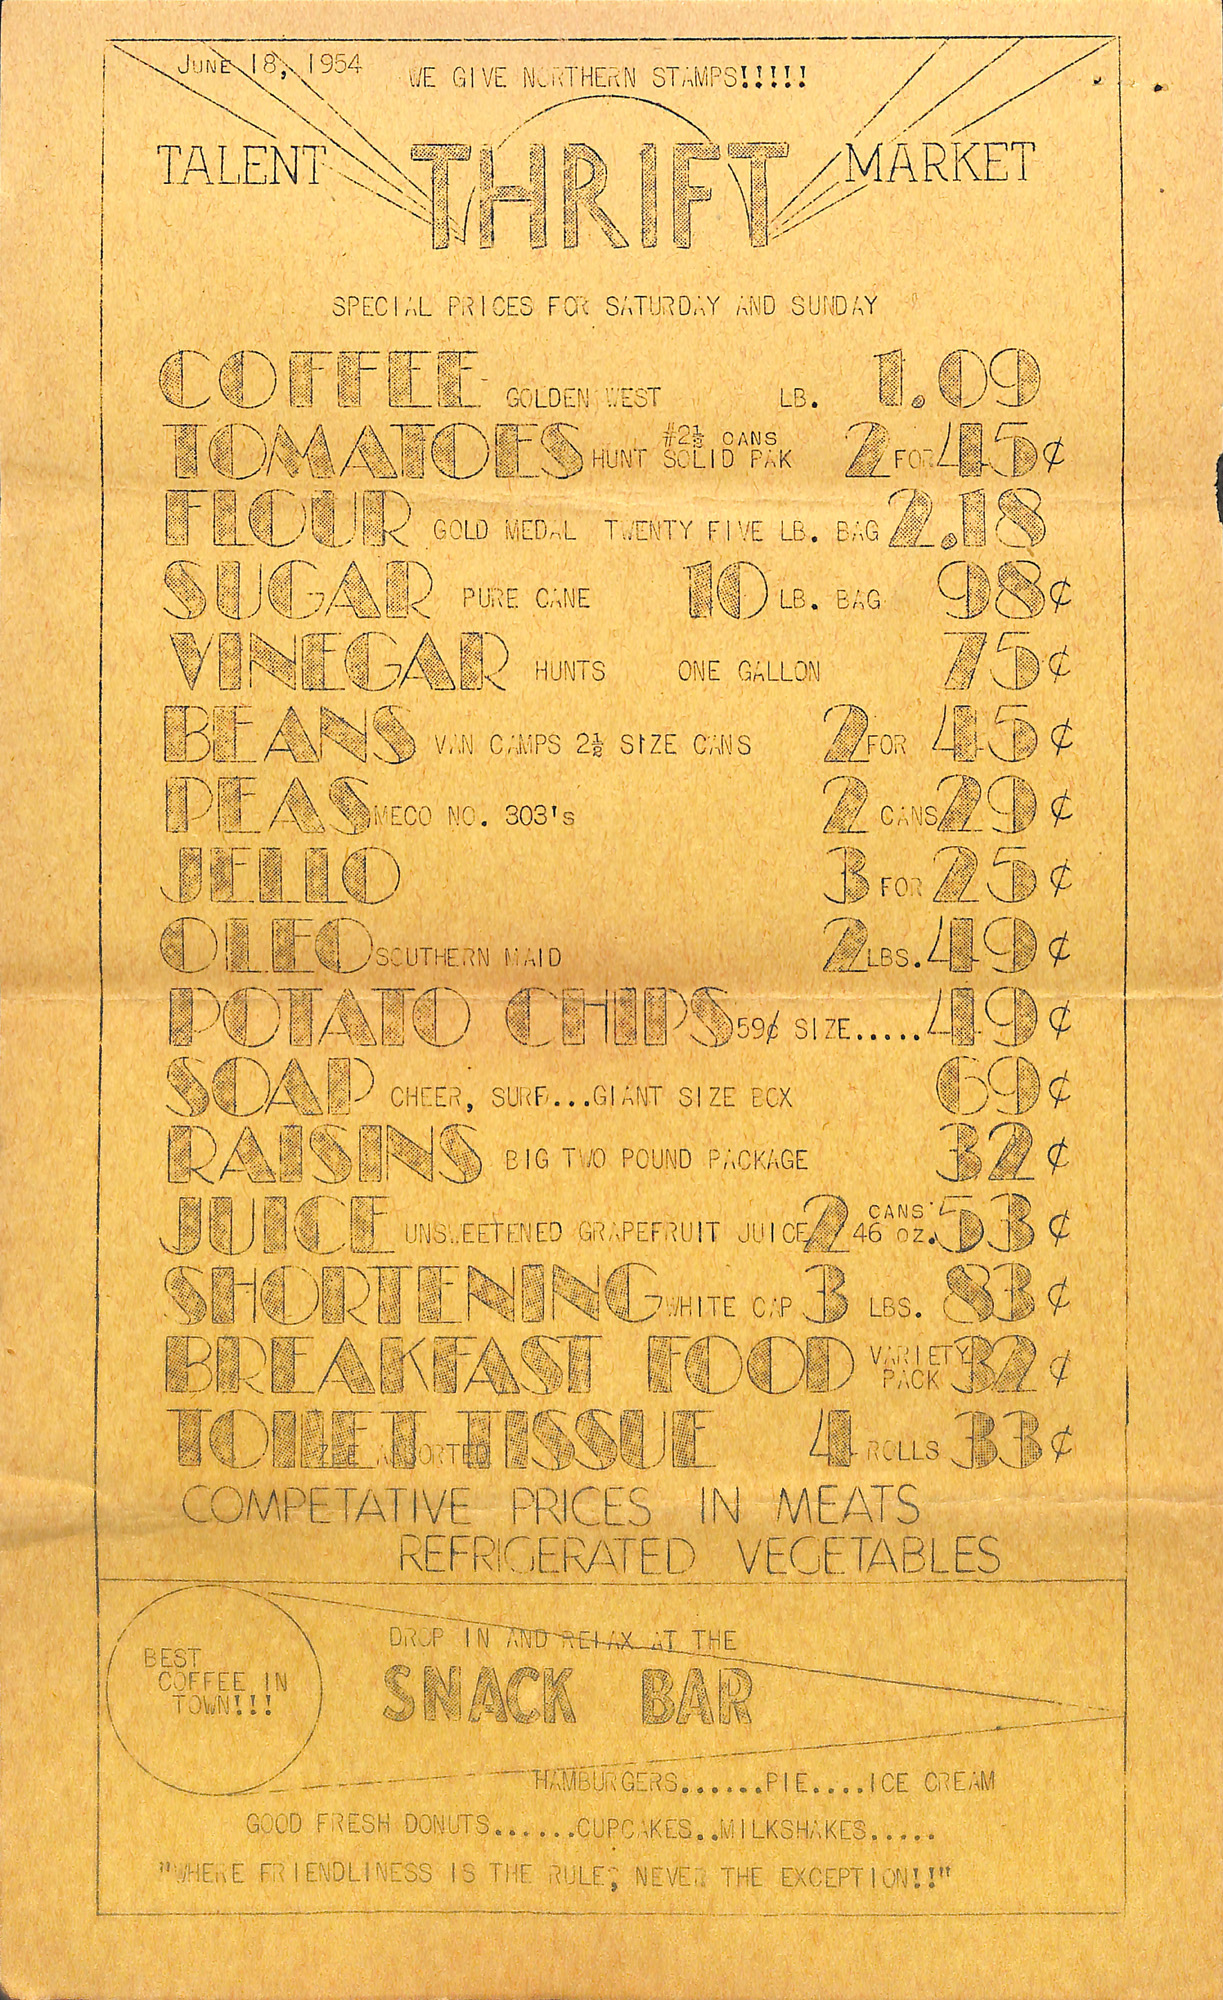 JUNE 18, 1954
WE GIVE NORTHERN STAMPS!!!!!
TALENT THRIFT MARKET
SPECIAL PRICES FOR SATURDAY AND SUNDAY
COFFEE GOLDEN WEST LB. 1.09
TOMATOES HUNT #2½ CANS SOLID PAK 2 FOR 45¢
FLOUR GOLD MEDAL TWENTY FIVE LB. BAG 2.18
SUGAR PURE CANE 10 LB. BAG 98¢
VINEGAR HUNTS ONE GALLON 75¢
BEANS VAN CAMPS 2½ SIZE CANS 2 FOR 45¢
PEAS MECO NO. 303's 2 CANS 29¢
JELLO 3 FOR 25¢
OLEO SOUTHERN MAID 2 LBS. 49¢
POTATO CHIPS 59¢ SIZE..... 49¢
SOAP CHEER, SURF...GIANT SIZE BOX 69¢
RAISINS BIG TWO POUND PACKAGE 32¢
JUICE UNSWEETENED GRAPEFRUIT JUICE 2 CANS 46 OZ. 53¢
SHORTENING WHITE CAP 3 LBS. 83¢
BREAKFAST FOOD VARIETY PACK 32¢
TOILET TISSUE ZEE ASSORTED 4 ROLLS 33¢
COMPETATIVE PRICES IN MEATS
REFRIGERATED VEGETABLES
BEST
COFFEE IN
TOWN!!!
DROP IN AND RELAX AT THE
SNACK BAR
HAMBURGERS.......PIE....ICE CREAM
GOOD FRESH DONUTS.......CUPCAKES..MILKSHAKES.....
"WHERE FRIENDLINESS IS THE RULE, NEVER THE EXCEPTION!!"